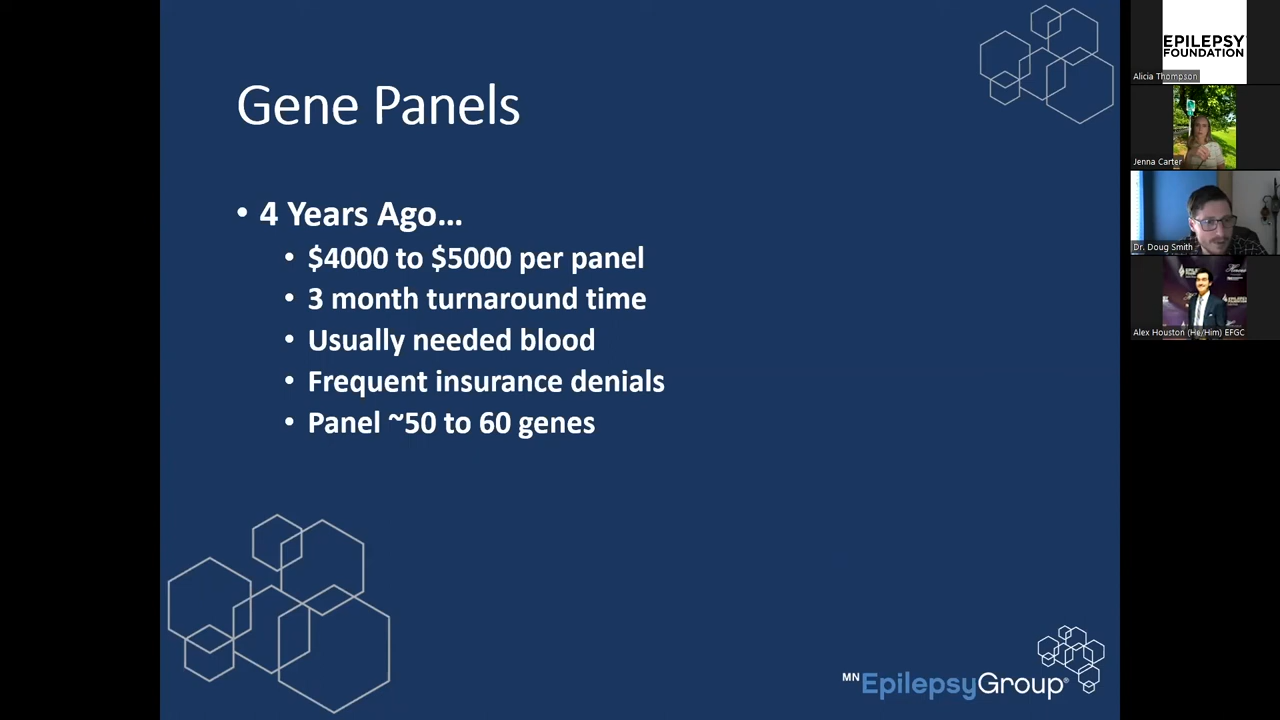 Gene Panels
• 4 Years Ago…
• $4000 to $5000 per panel
• 3 month turnaround time
• Usually needed blood
• Frequent insurance denials
• Panel ~50 to 60 genes
MN EpilepsyGroup®
EPILEPSY
FOUNDATION
Alicia Thompson
Jenna Carter
Dr. Doug Smith
Alex Houston (He/Him) EFGC